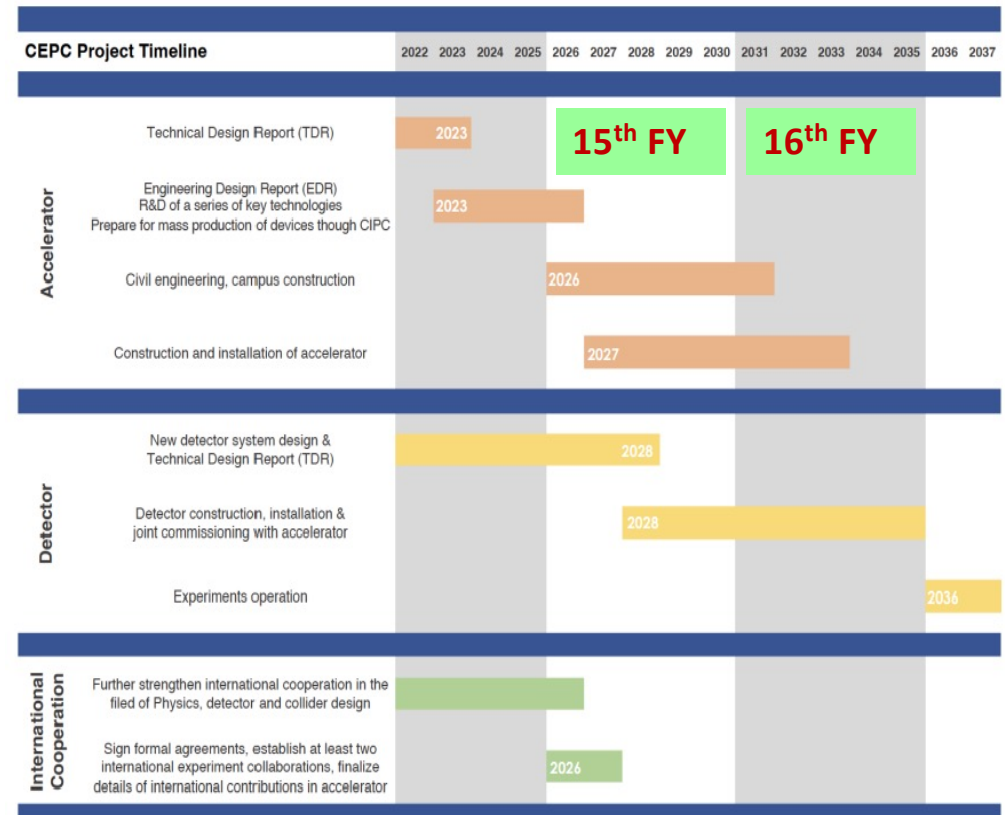 CEPC Project Timeline 2022 2023 2024 2025 2026 2027 2028 2029 2030 2031 2032 2033 2034 2035 2036 2037
Accelerator
Technical Design Report (TDR)
2023
15th FY
16th FY
Engineering Design Report (EDR)
R&D of a series of key technologies
Prepare for mass production of devices though CIPC
2023
Civil engineering, campus construction
2026
Construction and installation of accelerator
2027
Detector
New detector system design &
Technical Design Report (TDR)
2028
Detector construction, installation &
joint commissioning with accelerator
2028
Experiments operation
2036
International
Cooperation
Further strengthen international cooperation in the
filed of Physics, detector and collider design
Sign formal agreements, establish at least two
international experiment collaborations, finalize
details of international contributions in accelerator
2026